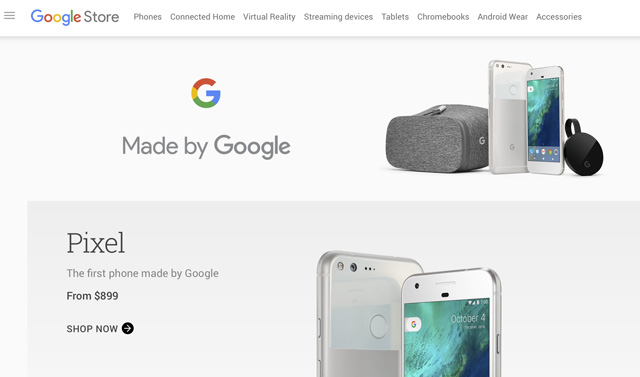 Google Store
Phones
Connected Home
Virtual Reality
Streaming devices
Tablets
Chromebooks
Android Wear
Accessories
G
Made by Google
Pixel
The first phone made by Google
From $899
SHOP NOW
October 4